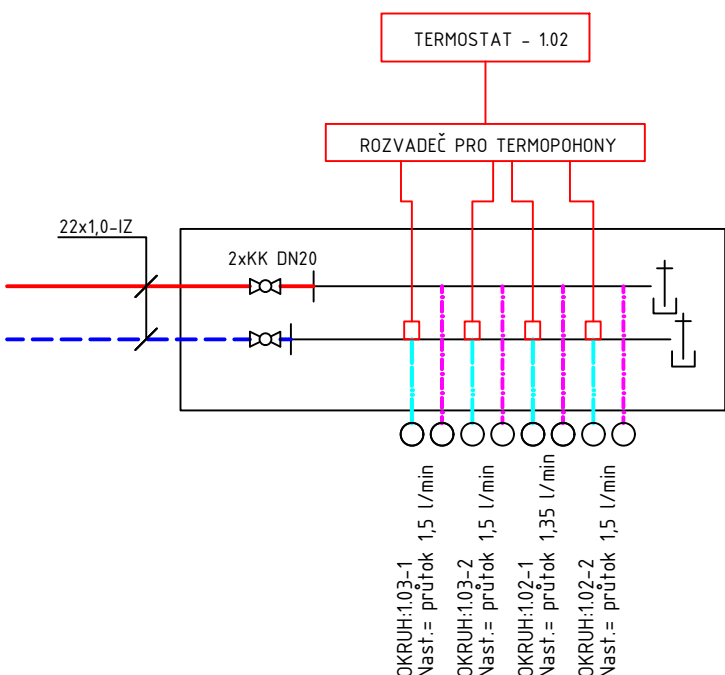 TERMOSTAT - 1.02
ROZVADEČ PRO TERMOPOHONY
22x1,0-IZ
2xKK DN20
OKRUH:1.03-1
Nast.= průtok 1,5 l/min
OKRUH:1.03-2
Nast.= průtok 1,5 l/min
OKRUH:1.02-1
Nast.= průtok 1,35 l/min
OKRUH:1.02-2
Nast.= průtok 1,5 l/min